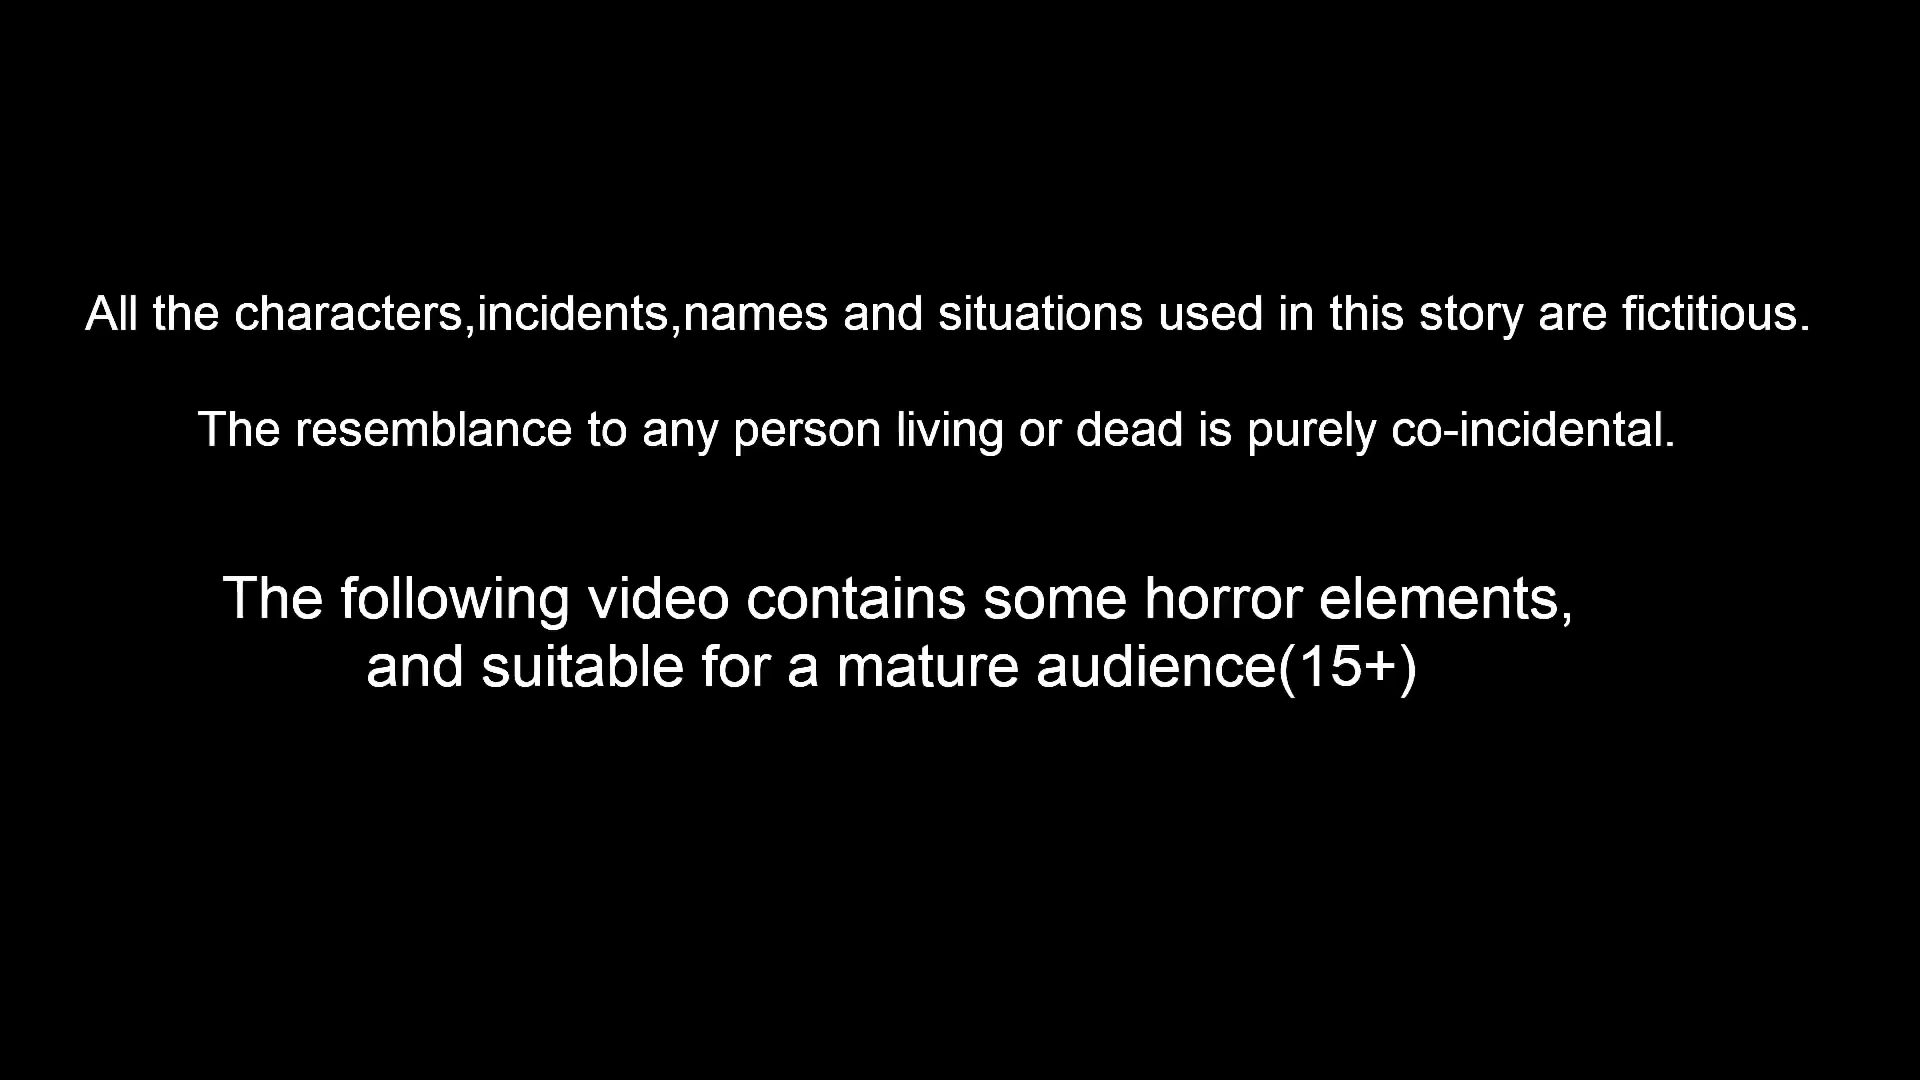 All the characters,incidents,names and situations used in this story are fictitious.
The resemblance to any person living or dead is purely co-incidental.
The following video contains some horror elements,
and suitable for a mature audience(15+)